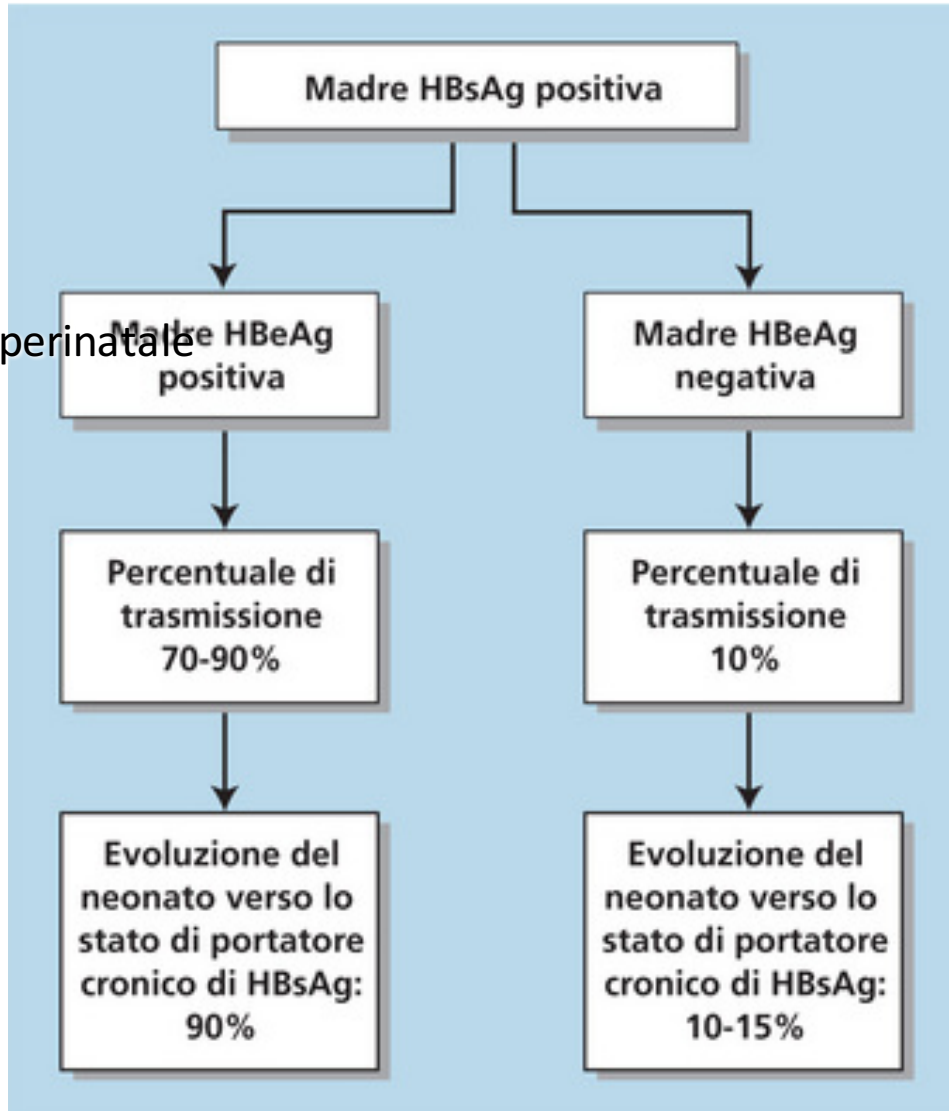 Madre HBsAg positiva
perinatale
Madre HBeAg
positiva
Madre HBeAg
negativa
Percentuale di
trasmissione
70-90%
Percentuale di
trasmissione
10%
Evoluzione del
neonato verso lo
stato di portatore
cronico di HBsAg:
90%
Evoluzione del
neonato verso lo
stato di portatore
cronico di HBsAg:
10-15%